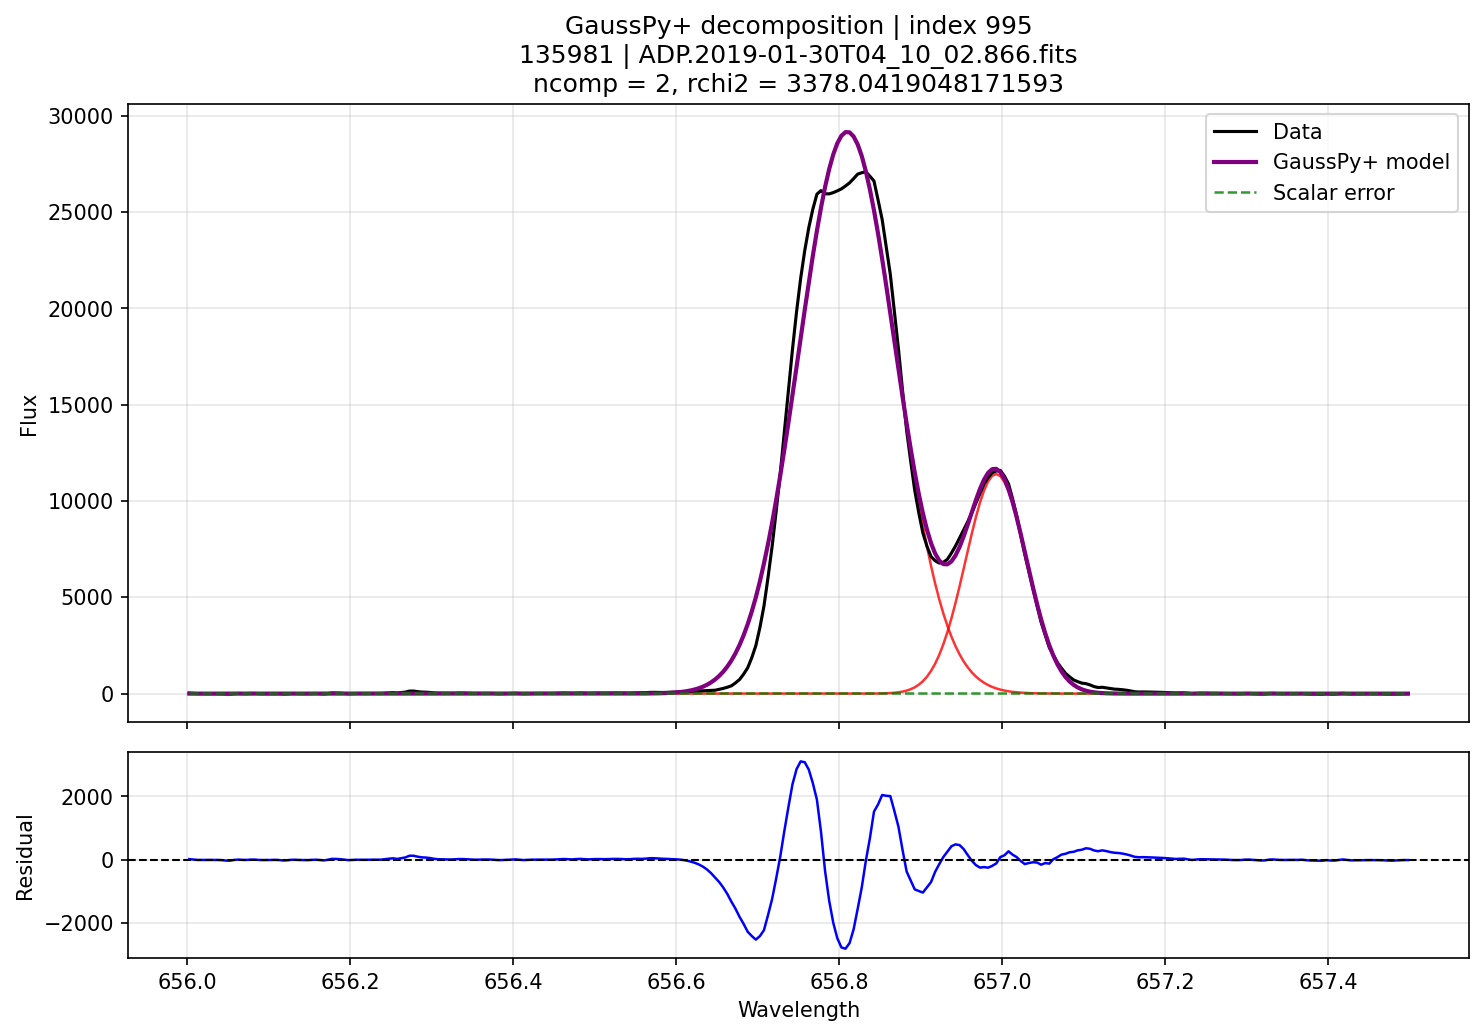 GaussPy+ decomposition | index 995
135981 | ADP.2019-01-30T04_10_02.866.fits
ncomp = 2, rchi2 = 3378.0419048171593
Data
GaussPy+ model
Scalar error
30000
25000
20000
15000
10000
5000
0
Flux
2000
0
−2000
Residual
656.0 656.2 656.4 656.6 656.8 657.0 657.2 657.4
Wavelength